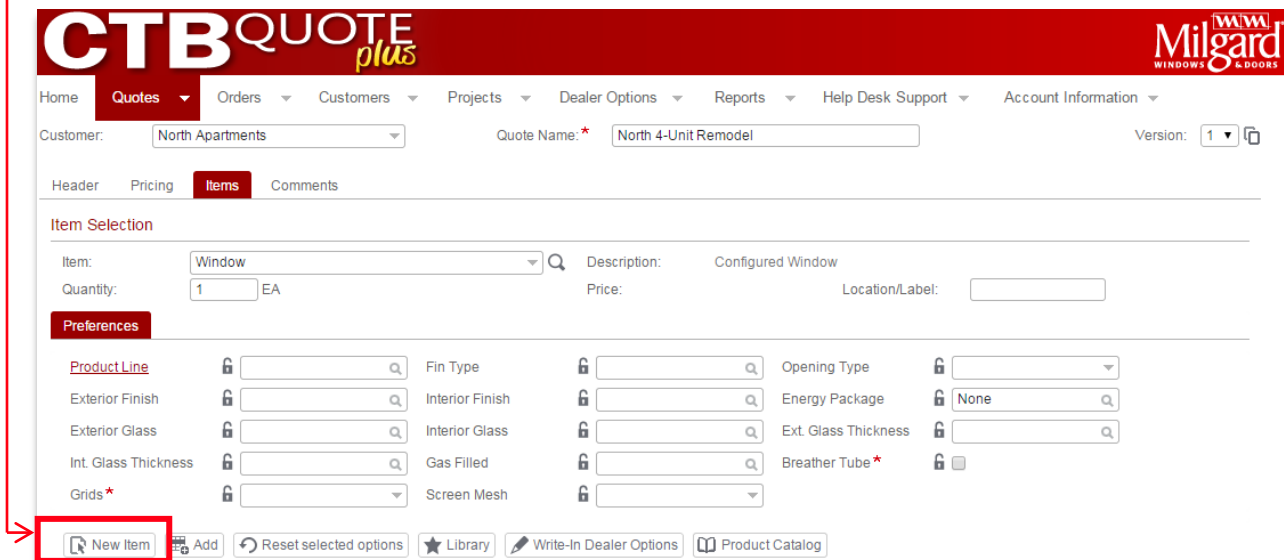 CTBQUOTE plus
Milgard
WINDOWS & DOORS
Home Quotes Orders Customers Projects Dealer Options Reports Help Desk Support Account Information
Customer: North Apartments Quote Name:* North 4-Unit Remodel Version: 1
Header Pricing Items Comments
Item Selection
Item: Window Description: Configured Window
Quantity: 1 EA Price: Location/Label:
Preferences
Product Line Fin Type Opening Type
Exterior Finish Interior Finish Energy Package None
Exterior Glass Interior Glass Ext. Glass Thickness
Int. Glass Thickness Gas Filled Breather Tube*
Grids* Screen Mesh
New Item Add Reset selected options Library Write-In Dealer Options Product Catalog